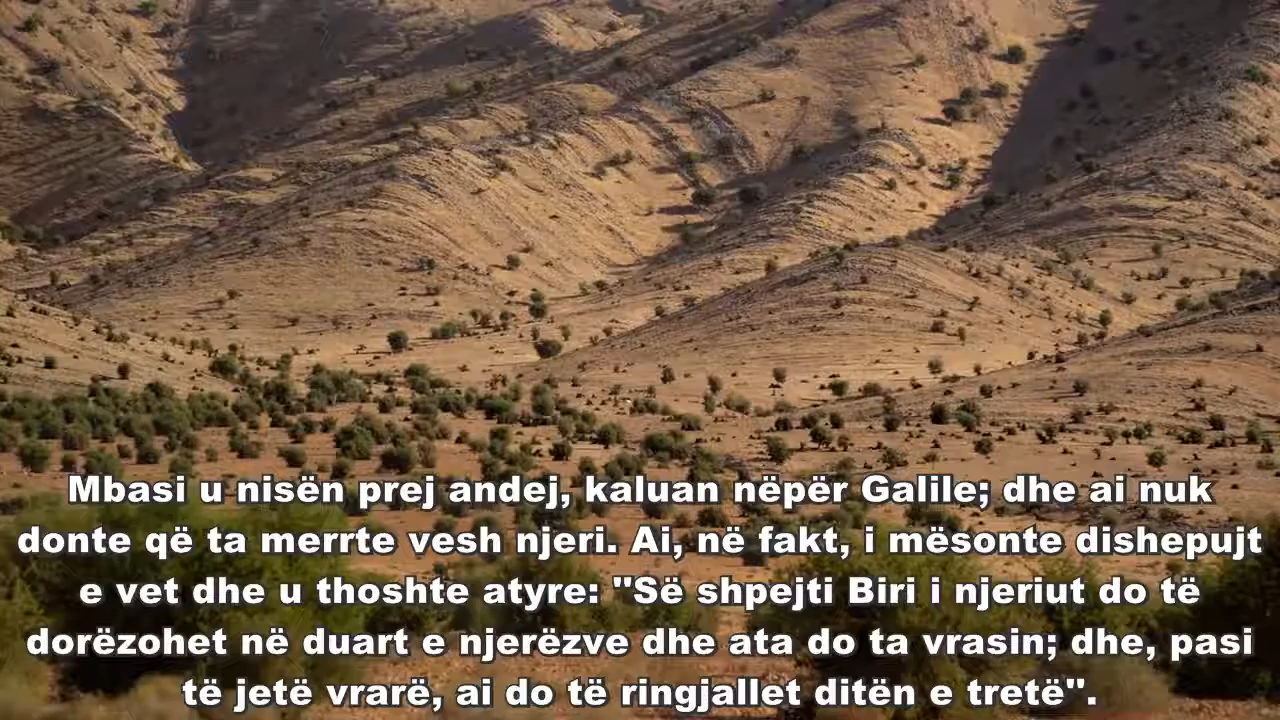 Mbasi u nisën prej andej, kaluan nëpër Galile; dhe ai nuk
donte që ta merrte vesh njeri. Ai, në fakt, i mësonte dishepujt
e vet dhe u thoshte atyre: "Së shpejti Biri i njeriut do të
dorëzohet në duart e njerëzve dhe ata do ta vrasin; dhe, pasi
të jetë vrarë, ai do të ringjallet ditën e tretë".